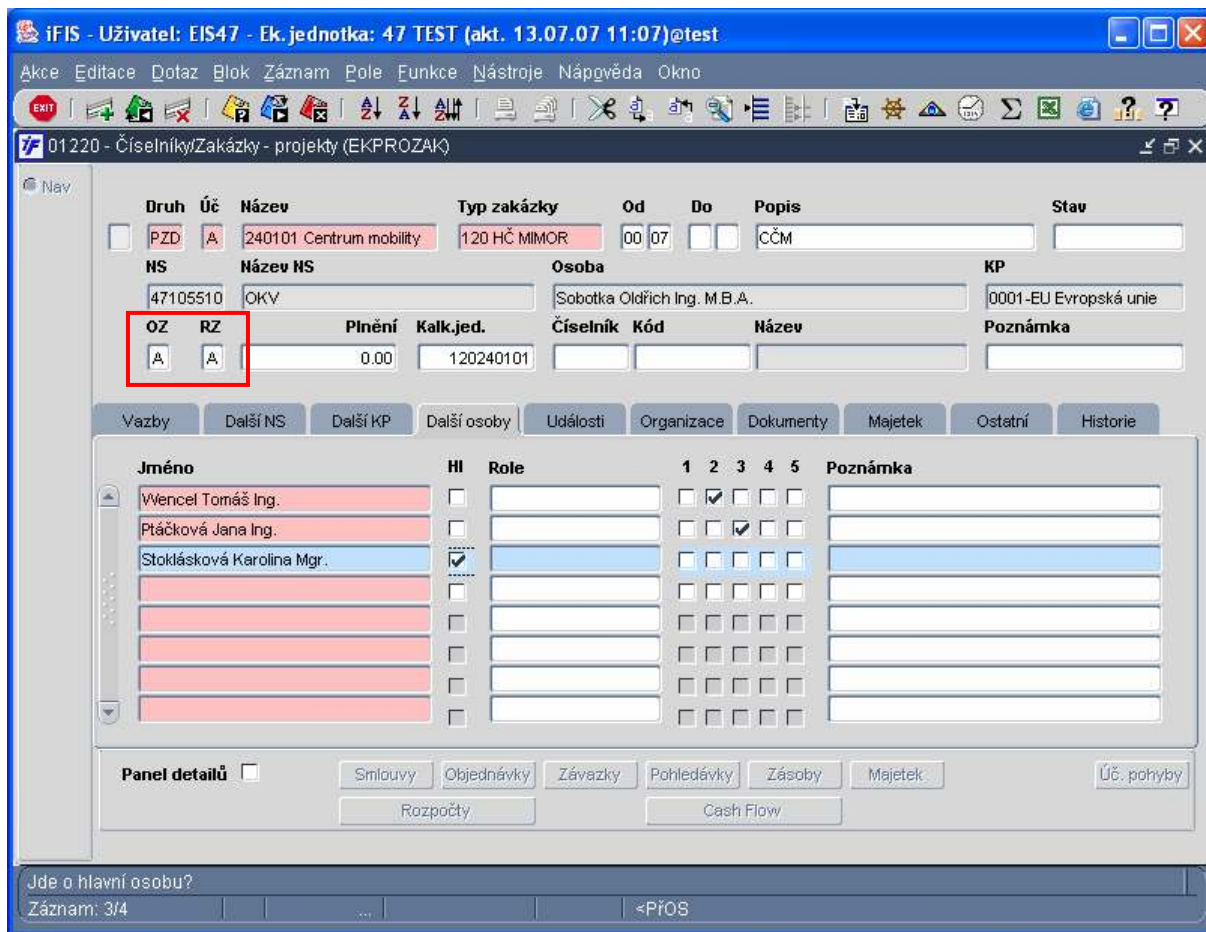 iFIS - Uživatel: EIS47 - Ek.jednotka: 47 TEST (akt. 13.07.07 11:07)@test
Akce Editace Dotaz Blok Záznam Pole Funkce Nástroje Nápověda Okno
EXIT
01220 - Číselníky/Zakázky - projekty (EKPROZAK)
Nav
Druh Úč Název Typ zakázky Od Do Popis Stav
PZD A 240101 Centrum mobility 120 HČ MIMOR 00 07 CČM
NS Název NS Osoba KP
47105510 OKV Sobotka Oldřich Ing. M.B.A. 0001-EU Evropská unie
OZ RZ Plnění Kalk.jed. Číselník Kód Název Poznámka
A A 0.00 120240101
Vazby Další NS Další KP Další osoby Události Organizace Dokumenty Majetek Ostatní Historie
Jméno Hl Role 1 2 3 4 5 Poznámka
Wencel Tomáš Ing.
Ptáčková Jana Ing.
Stoklásková Karolina Mgr.
Panel detailů Smlouvy Objednávky Závazky Pohledávky Zásoby Majetek Úč. pohyby
Rozpočty Cash Flow
Jde o hlavní osobu?
Záznam: 3/4 ... <PřOS